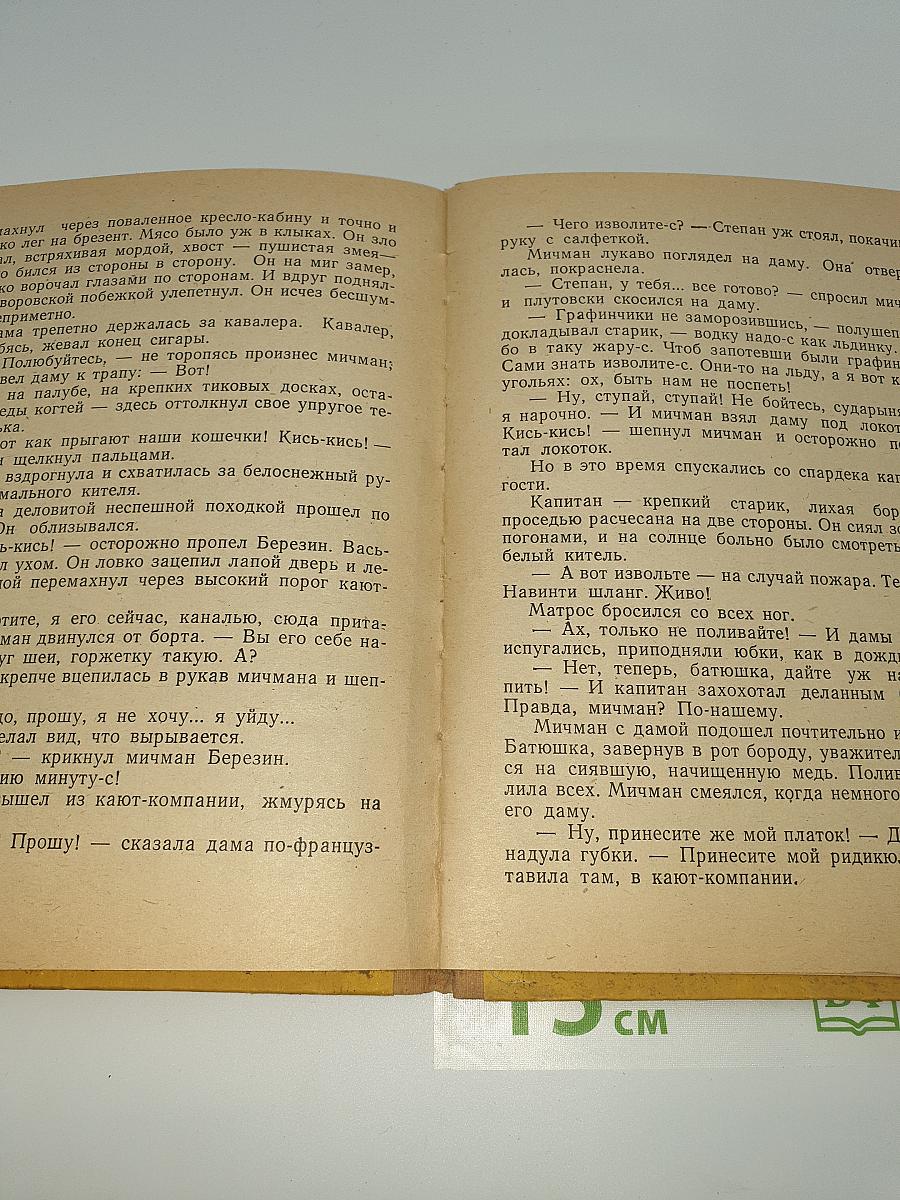 махнул через поваленное кресло-кабину и точно и
ко лег на брезент. Мясо было уж в клыках. Он зло
ал, встряхивая мордой, хвост — пушистая змея—
о бился из стороны в сторону. Он на миг замер,
ко ворочал глазами по сторонам. И вдруг поднял-
воровской побежкой улепетнул. Он исчез бесшум-
еприметно.
ама трепетно держалась за кавалера. Кавалер,
бясь, жевал конец сигары.
Полюбуйтесь, — не торопясь произнес мичман;
вел даму к трапу: — Вот!
на палубе, на крепких тиковых досках, оста-
еды когтей — здесь оттолкнул свое упругое те-
ька.
от как прыгают наши кошечки! Кись-кись! —
и щелкнул пальцами.
вздрогнула и схватилась за белоснежный ру-
мального кителя.
а деловитой неспешной походкой прошел по
Он облизывался.
сь-кись! — осторожно пропел Березин. Вась-
л ухом. Он ловко зацепил лапой дверь и ле-
ной перемахнул через высокий порог кают-
отите, я его сейчас, каналью, сюда прита-
ман двинулся от борта. — Вы его себе на-
уг шеи, горжетку такую. А?
крепче вцепилась в рукав мичмана и шеп-
до, прошу, я не хочу... я уйду...
елал вид, что вырывается.
— крикнул мичман Березин.
ию минуту-с!
ышел из кают-компании, жмурясь на
Прошу! — сказала дама по-француз-
— Чего изволите-с? — Степан уж стоял, покачи
руку с салфеткой.
Мичман лукаво поглядел на даму. Она отвер
лась, покраснела.
— Степан, у тебя... все готово? — спросил мич
и плутовски скосился на даму.
— Графинчики не заморозившись, — полушеп
докладывал старик, — водку надо-с как льдинку.
бо в таку жару-с. Чтоб запотевши были графин
Сами знать изволите-с. Они-то на льду, а я вот к
угольях: ох, быть нам не поспеть!
— Ну, ступай, ступай! Не бойтесь, сударын
я нарочно. — И мичман взял даму под локот
Кись-кись! — шепнул мичман и осторожно по
тал локоток.
Но в это время спускались со спардека кап
гости.
Капитан — крепкий старик, лихая бор
проседью расчесана на две стороны. Он сиял зо
погонами, и на солнце больно было смотреть
белый китель.
— А вот извольте — на случай пожара. Те
Навинти шланг. Живо!
Матрос бросился со всех ног.
— Ах, только не поливайте! — И дамы
испугались, приподняли юбки, как в дожд
— Нет, теперь, батюшка, дайте уж на
пить! — И капитан захохотал деланным
Правда, мичман? По-нашему.
Мичман с дамой подошел почтительно и
Батюшка, завернув в рот бороду, уважител
ся на сиявшую, начищенную медь. Полив
лила всех. Мичман смеялся, когда немного
его даму.
— Ну, принесите же мой платок! — Д
надула губки. — Принесите мой ридикюл
тавила там, в кают-компании.
15 см